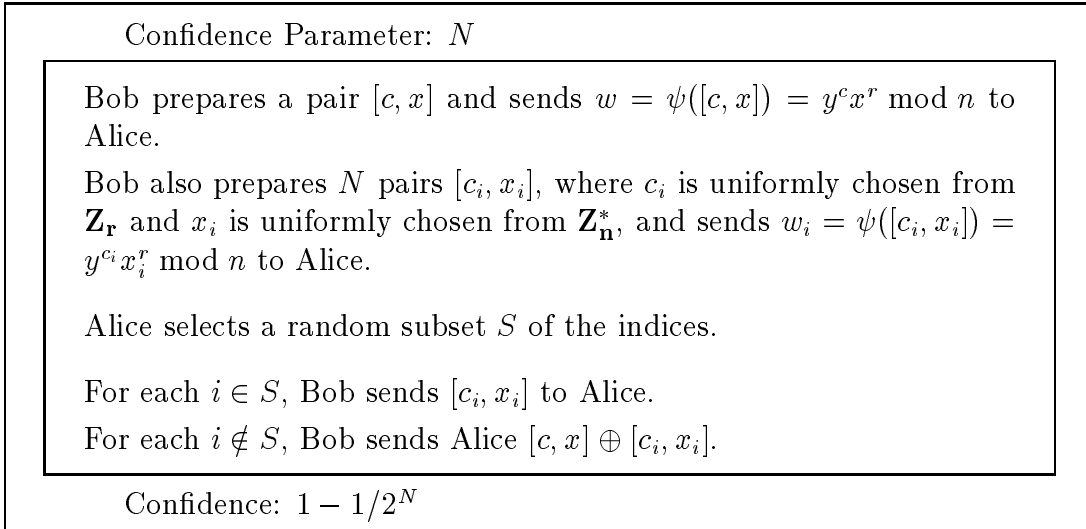 Confidence Parameter: N
Bob prepares a pair [c, x] and sends w = ψ([c, x]) = y^c x^r mod n to
Alice.
Bob also prepares N pairs [c_i, x_i], where c_i is uniformly chosen from
Z_r and x_i is uniformly chosen from Z_n^*, and sends w_i = ψ([c_i, x_i]) =
y^{c_i} x_i^r mod n to Alice.
Alice selects a random subset S of the indices.
For each i ∈ S, Bob sends [c_i, x_i] to Alice.
For each i ∉ S, Bob sends Alice [c, x] ⊕ [c_i, x_i].
Confidence: 1 − 1/2^N